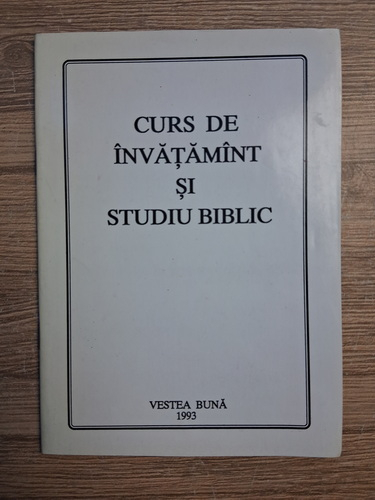 CURS DE
ÎNVĂȚĂMÎNT
ȘI
STUDIU BIBLIC
VESTEA BUNĂ
1993